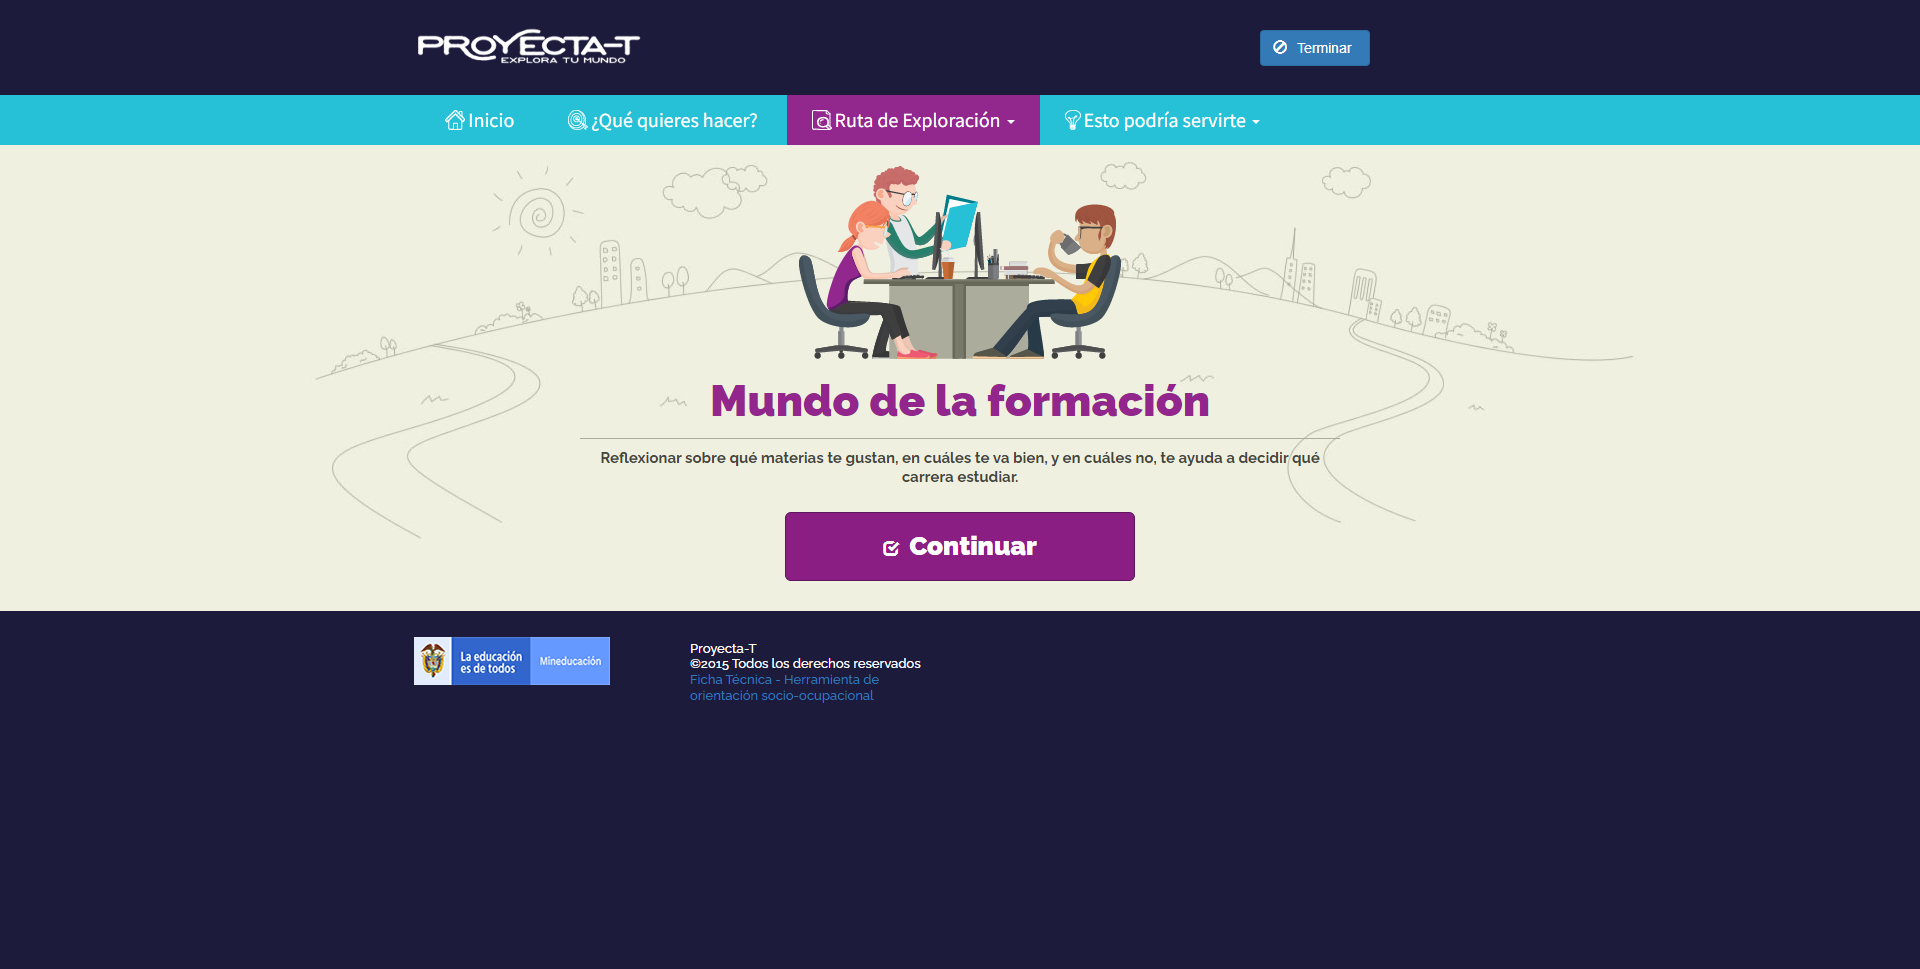 PROYECTA-T
EXPLORA TU MUNDO
Terminar
Inicio
¿Qué quieres hacer?
Ruta de Exploración
Esto podría servirte
Mundo de la formación
Reflexionar sobre qué materias te gustan, en cuáles te va bien, y en cuáles no, te ayuda a decidir qué
carrera estudiar.
Continuar
La educación
es de todos
Mineducación
Proyecta-T
©2015 Todos los derechos reservados
Ficha Técnica - Herramienta de
orientación socio-ocupacional